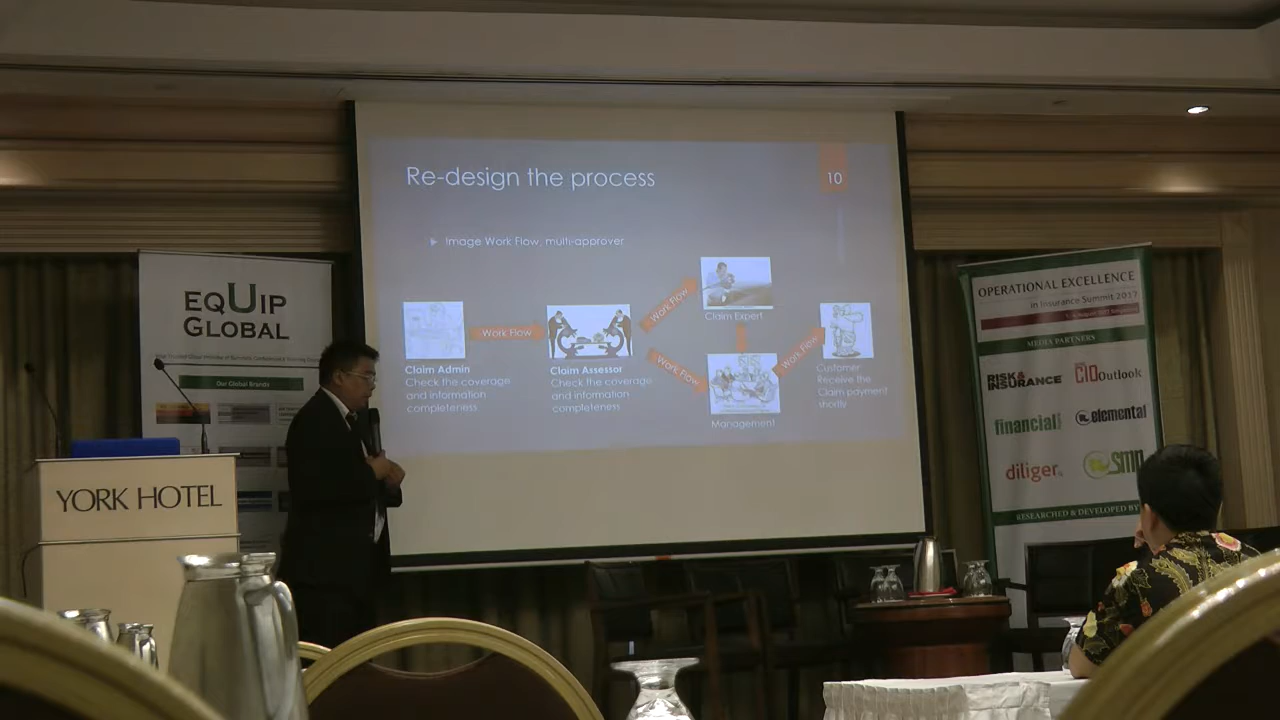 Re-design the process
10
Image Work Flow, multi-approver
Work Flow
Work Flow
Work Flow
Work Flow
Claim Expert
Claim Admin
Check the coverage
and information
completeness
Claim Assessor
Check the coverage
and information
completeness
Management
Customer
Receive the
Claim payment
shortly
EQUIP
GLOBAL
Our Global Brands
YORK HOTEL
OPERATIONAL EXCELLENCE
in Insurance Summit 2017
MEDIA PARTNERS
RISK&
INSURANCE
CIOOutlook
financial
elemental
diliger
smp
RESEARCHED & DEVELOPED BY